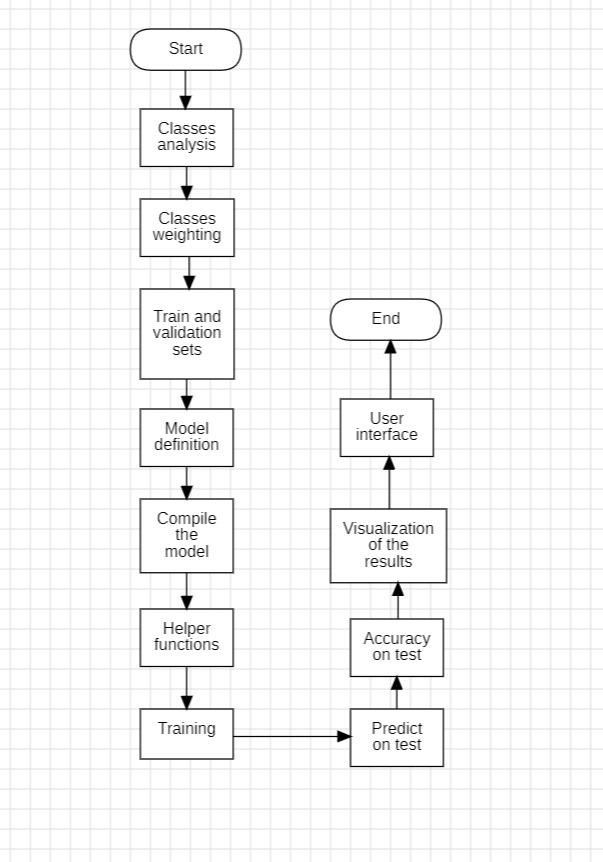 Start
Classes
analysis
Classes
weighting
Train and
validation
sets
Model
definition
Compile
the
model
Helper
functions
Training
Predict
on test
Accuracy
on test
Visualization
of the
results
User
interface
End